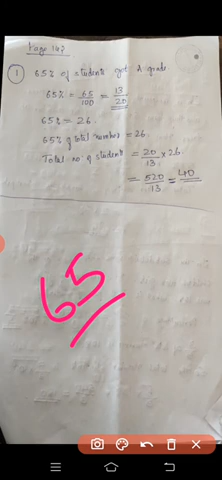 Page 162
① 65% of students got A grade.
65% = 65/100 = 13/20
65% = 26.
65% of total number = 26.
Total no. of students = 20/13 × 26.
= 520/13 = 40
65